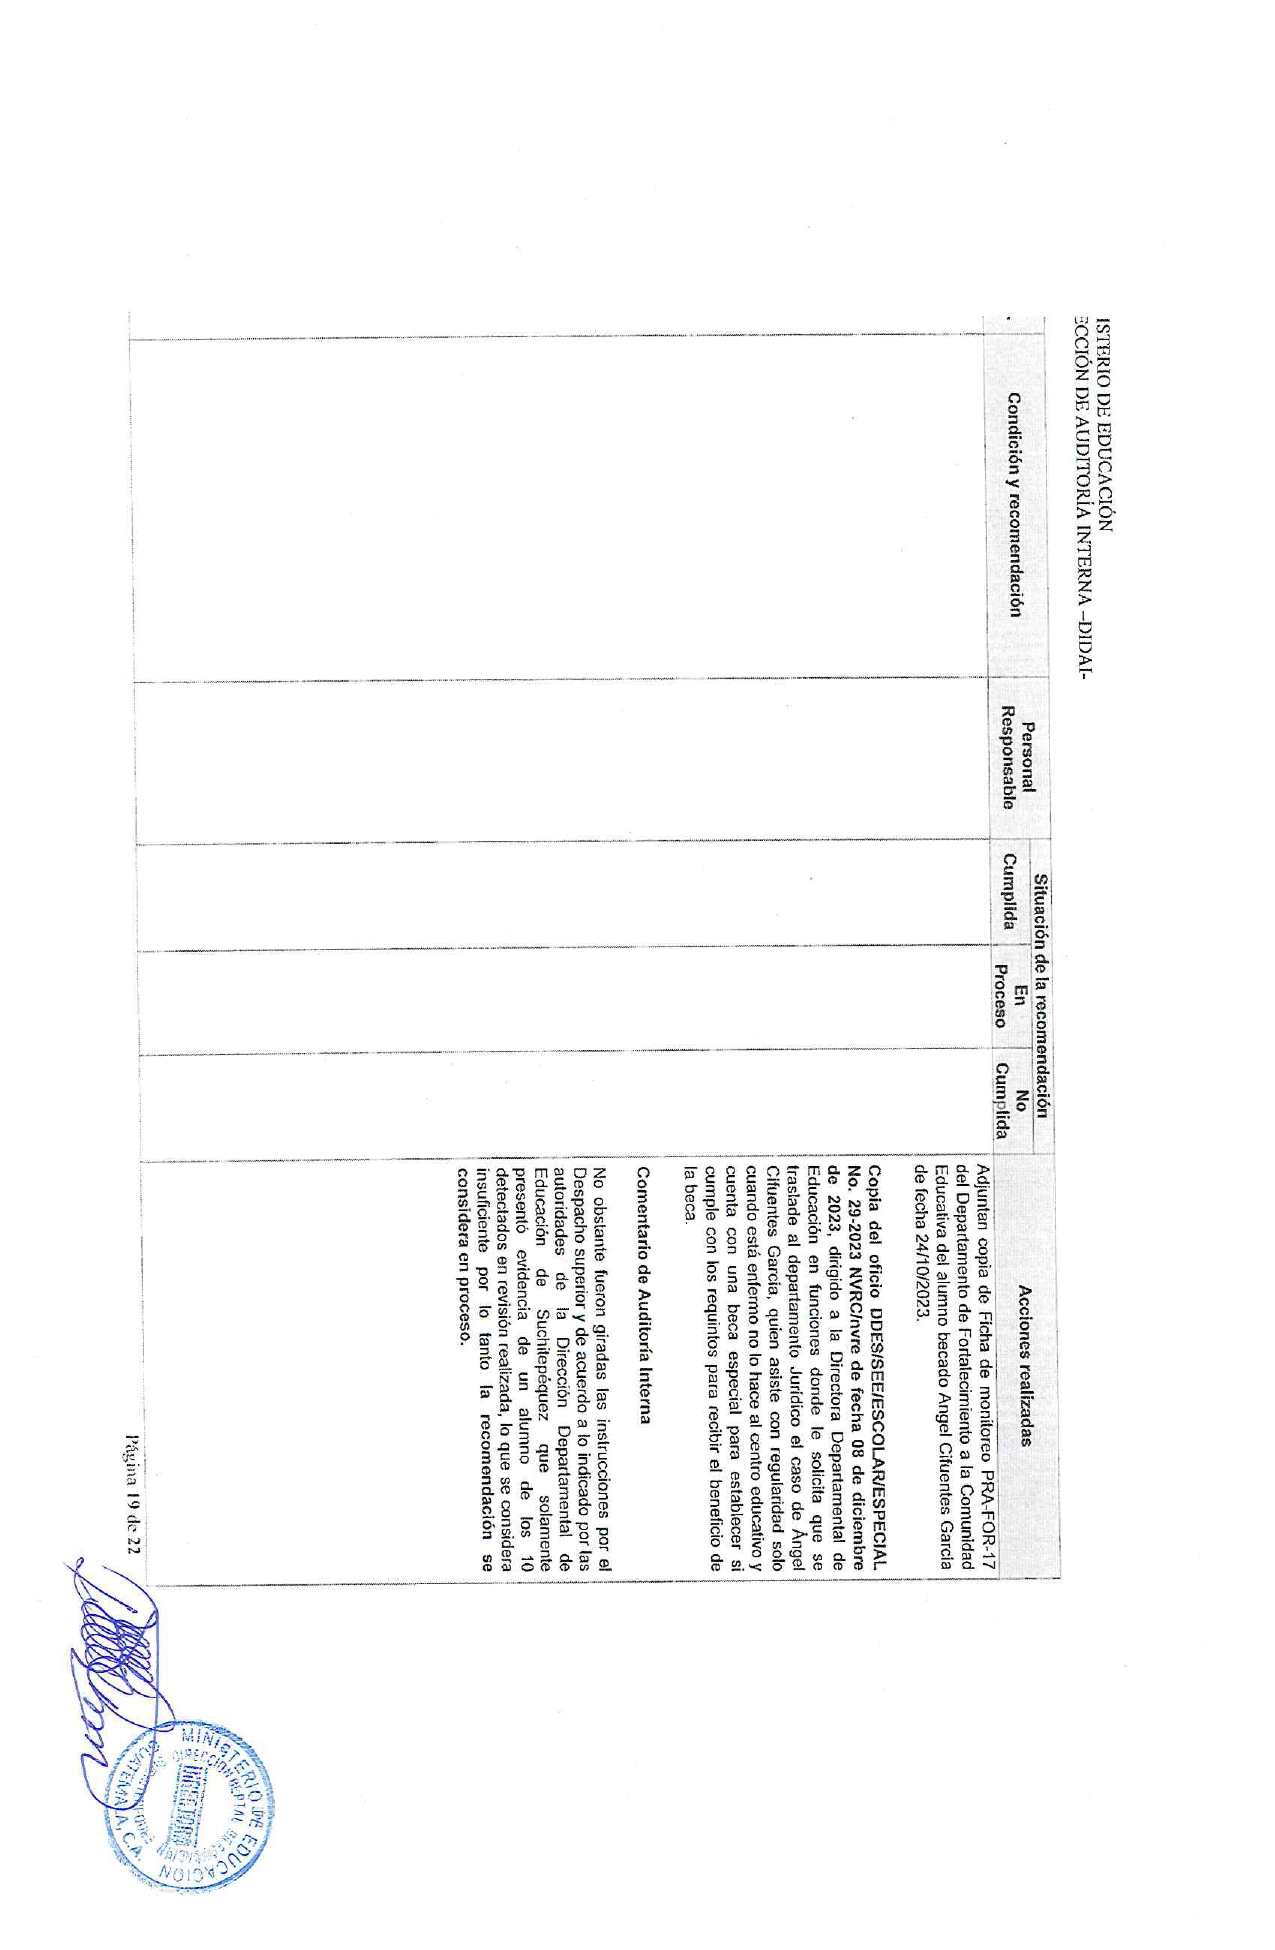 ISTERIO DE EDUCACIÓN
ECCIÓN DE AUDITORÍA INTERNA –DIDAI-
Condición y recomendación
Personal
Responsable
Situación de la recomendación
Cumplida
En
Proceso
No
Cumplida
Acciones realizadas
Adjuntan copia de Ficha de monitoreo PRA-FOR-17
del Departamento de Fortalecimiento a la Comunidad
Educativa del alumno becado Angel Cifuentes García
de fecha 24/10/2023.
Copia del oficio DDES/SEE/ESCOLAR/ESPECIAL
No. 29-2023 NVRC/nvre de fecha 08 de diciembre
de 2023, dirigido a la Directora Departamental de
Educación en funciones donde le solicita que se
traslade al departamento Jurídico el caso de Ángel
Cifuentes García, quien asiste con regularidad solo
cuando está enfermo no lo hace al centro educativo y
cuenta con una beca especial para establecer si
cumple con los requintos para recibir el beneficio de
la beca.
Comentario de Auditoría Interna
No obstante fueron giradas las instrucciones por el
Despacho superior y de acuerdo a lo indicado por las
autoridades de la Dirección Departamental de
Educación de Suchitepéquez que solamente
presentó evidencia de un alumno de los 10
detectados en revisión realizada, lo que se considera
insuficiente por lo tanto la recomendación se
considera en proceso.
Página 19 de 22
MINISTERIO DE EDUCACION
GUATEMALA, C.A.